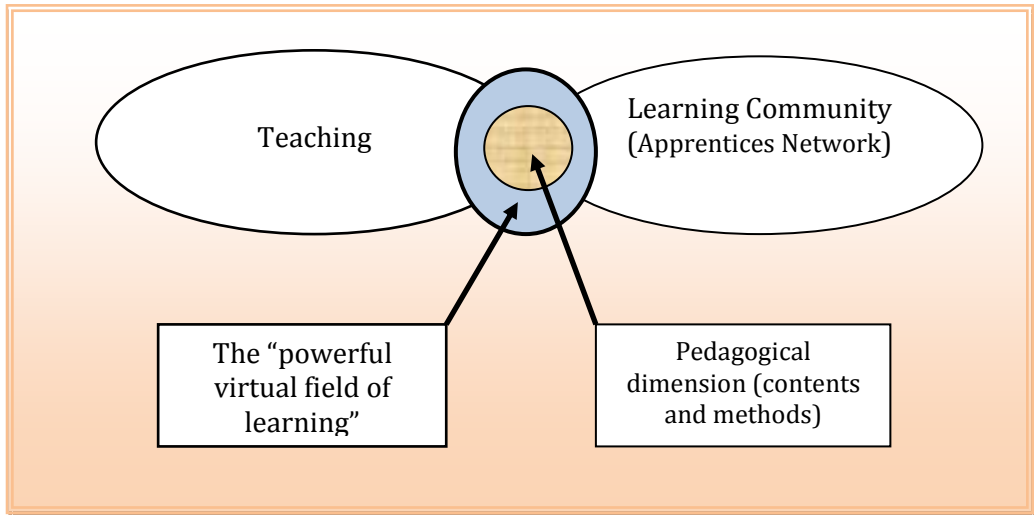 Teaching
Learning Community
(Apprentices Network)
The “powerful
virtual field of
learning”
Pedagogical
dimension (contents
and methods)